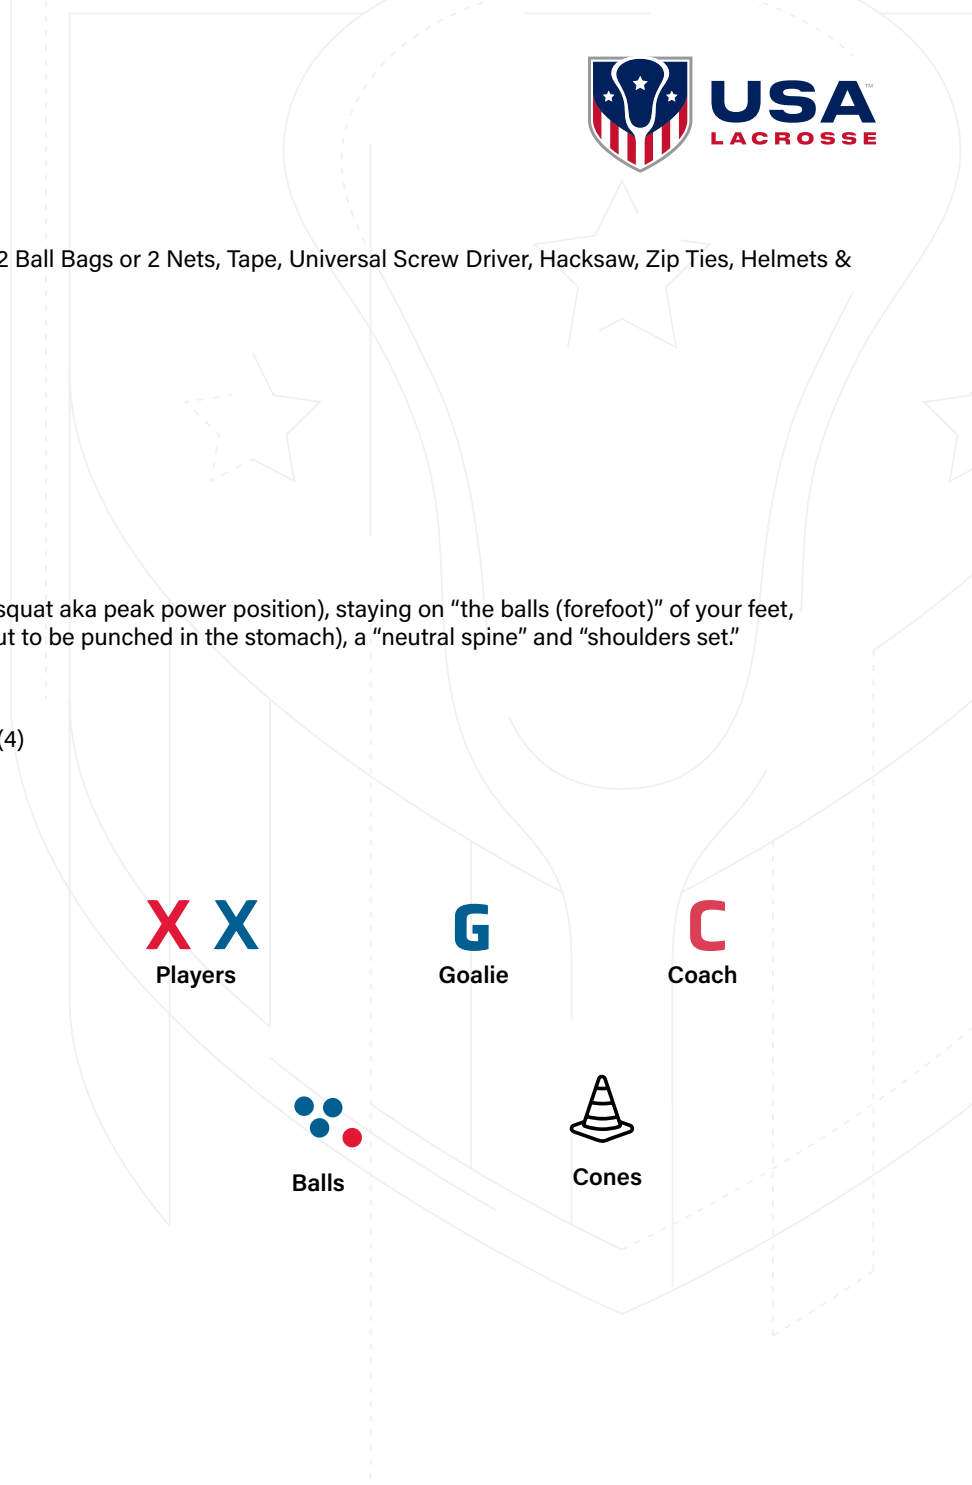 USA
™
LACROSSE
2 Ball Bags or 2 Nets, Tape, Universal Screw Driver, Hacksaw, Zip Ties, Helmets &
squat aka peak power position), staying on “the balls (forefoot)” of your feet,
to be punched in the stomach), a “neutral spine” and “shoulders set.”
(4)
X X
G
C
Players
Goalie
Coach
Balls
Cones